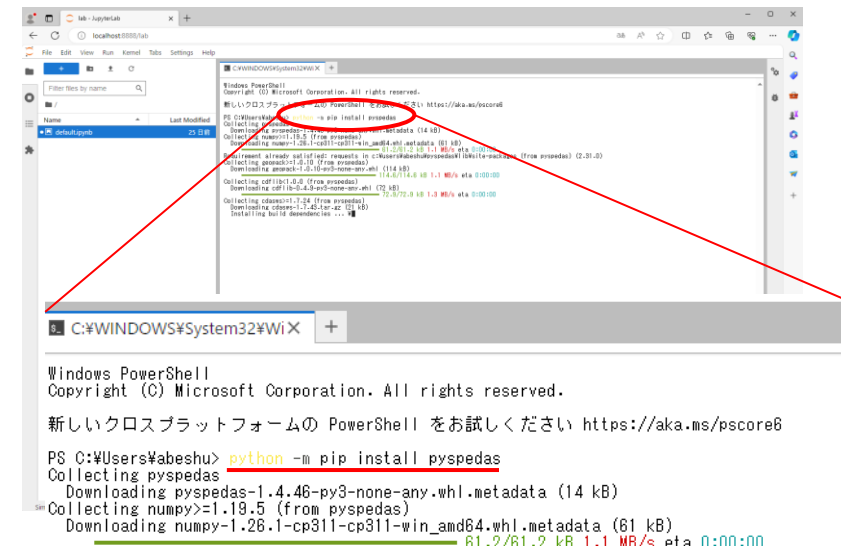 lab - JupyterLab
localhost:8888/lab
File Edit View Run Kernel Tabs Settings Help
Filter files by name
/
Name Last Modified
default.ipynb 25 日前
C:¥WINDOWS¥System32¥Wi X +
Windows PowerShell
Copyright (C) Microsoft Corporation. All rights reserved.
新しいクロスプラットフォームの PowerShell をお試しください https://aka.ms/pscore6
PS C:¥Users¥abeshu> python -m pip install pyspedas
Collecting pyspedas
Downloading pyspedas-1.4.46-py3-none-any.whl.metadata (14 kB)
Collecting numpy>=1.19.5 (from pyspedas)
Downloading numpy-1.26.1-cp311-cp311-win_amd64.whl.metadata (61 kB)
61.2/61.2 kB 1.1 MB/s eta 0:00:00
Requirement already satisfied: requests in c:¥users¥abeshu¥pyspedas¥lib¥site-packages (from pyspedas) (2.31.0)
Collecting geopack>=1.0.10 (from pyspedas)
Downloading geopack-1.0.10-py3-none-any.whl (114 kB)
114.6/114.6 kB 1.1 MB/s eta 0:00:00
Collecting cdflib<1.0.0 (from pyspedas)
Downloading cdflib-0.4.9-py3-none-any.whl (72 kB)
72.9/72.9 kB 1.0 MB/s eta 0:00:00
Collecting cdasws>=1.7.24 (from pyspedas)
Downloading cdasws-1.7.43.tar.gz (21 kB)
Installing build dependencies ... ¥
C:¥WINDOWS¥System32¥Wi X +
Windows PowerShell
Copyright (C) Microsoft Corporation. All rights reserved.
新しいクロスプラットフォームの PowerShell をお試しください https://aka.ms/pscore6
PS C:¥Users¥abeshu> python -m pip install pyspedas
Collecting pyspedas
Downloading pyspedas-1.4.46-py3-none-any.whl.metadata (14 kB)
Collecting numpy>=1.19.5 (from pyspedas)
Downloading numpy-1.26.1-cp311-cp311-win_amd64.whl.metadata (61 kB)
61.2/61.2 kB 1.1 MB/s eta 0:00:00